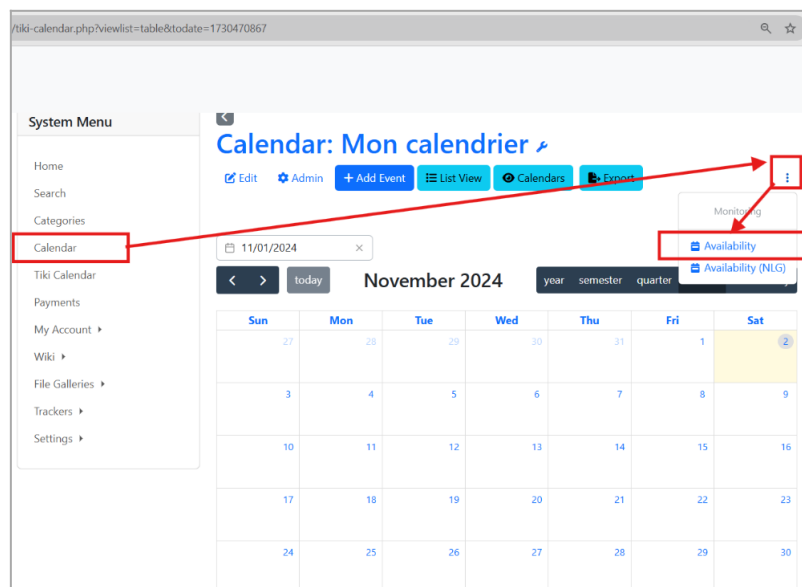 /tiki-calendar.php?viewlist=table&todate=1730470867
System Menu
Home
Search
Categories
Calendar
Tiki Calendar
Payments
My Account
Wiki
File Galleries
Trackers
Settings
Calendar: Mon calendrier
Edit Admin + Add Event List View Calendars Export
Monitoring
Availability
Availability (NLG)
11/01/2024 ×
today November 2024 year semester quarter
Sun Mon Tue Wed Thu Fri Sat
27 28 29 30 31 1 2
3 4 5 6 7 8 9
10 11 12 13 14 15 16
17 18 19 20 21 22 23
24 25 26 27 28 29 30